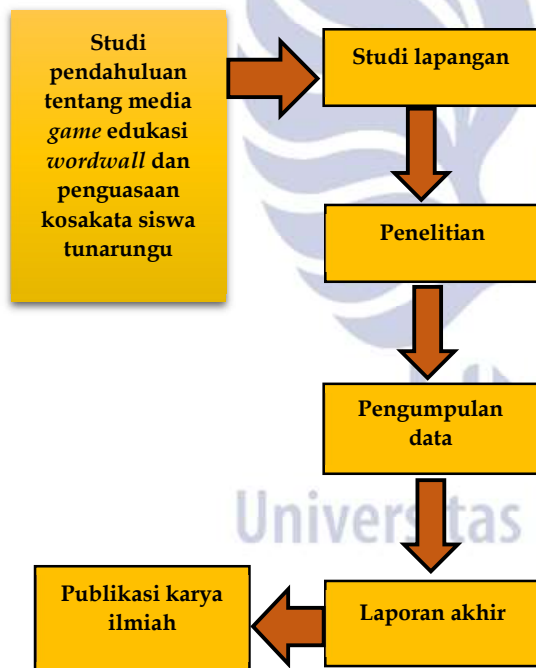 Studi
pendahuluan
tentang media
game edukasi
wordwall dan
penguasaan
kosakata siswa
tunarungu
Studi lapangan
Penelitian
Pengumpulan
data
Universitas
Laporan akhir
Publikasi karya
ilmiah